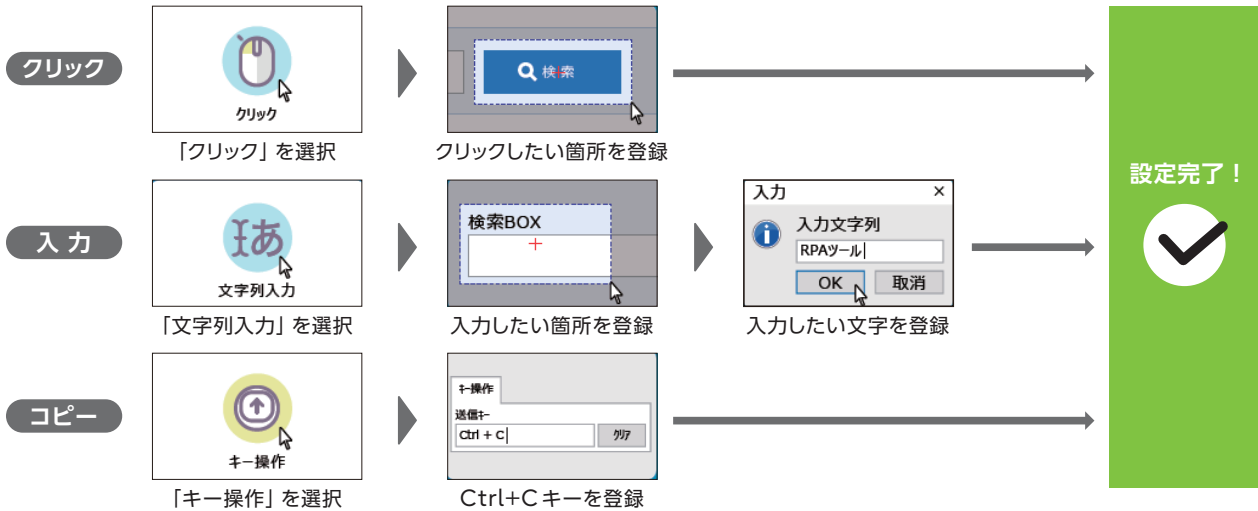 クリック
クリック
「クリック」を選択
検索
クリックしたい箇所を登録
入 力
あ
文字列入力
「文字列入力」を選択
検索BOX
入力したい箇所を登録
入力 ×
入力文字列
RPAツール
OK 取消
入力したい文字を登録
コピー
キー操作
「キー操作」を選択
キー操作
送信キー
Ctrl + C クリア
Ctrl+Cキーを登録
設定完了！